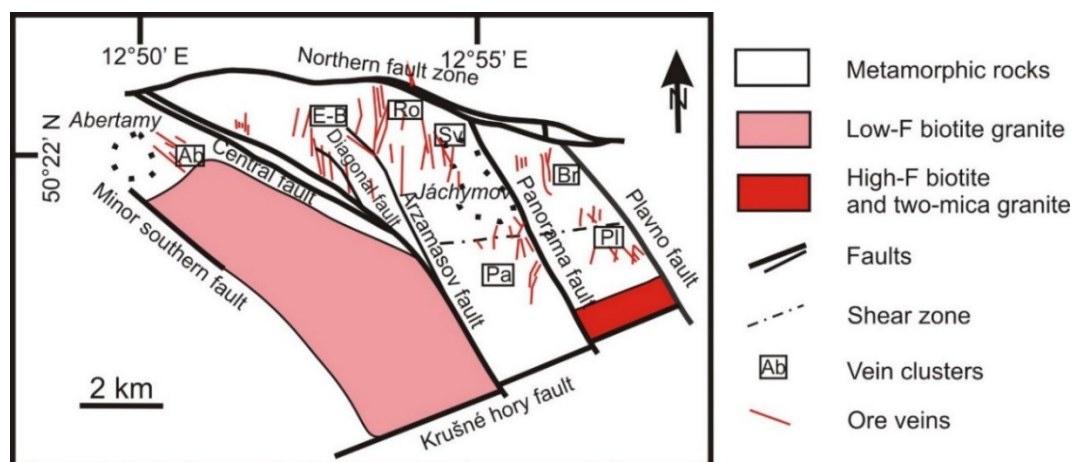 12°50' E
12°55' E
50°22' N
Northern fault zone
Abertamy
Ab
E-B
Ro
Sv
Br
Central fault
Diagonal fault
Jáchymov
Arzamasov fault
Panorama fault
Plavno fault
Pa
Pl
Minor southern fault
Krušné hory fault
2 km
N
Metamorphic rocks
Low-F biotite granite
High-F biotite
and two-mica granite
Faults
Shear zone
Ab
Vein clusters
Ore veins